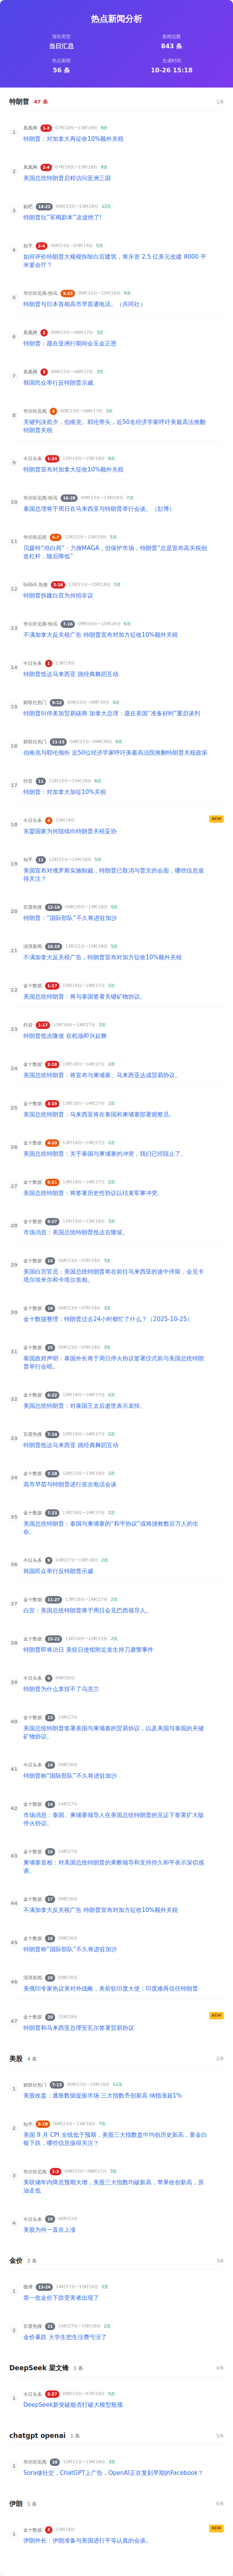 热点新闻分析
报告类型
当日汇总
新闻总数
843 条
热点新闻
56 条
生成时间
10-26 15:18
特朗普 47 条 1/6
1 凤凰网 1-3 07时18分~15时18分 9次
特朗普：对加拿大再征收10%额外关税
2 凤凰网 2-4 07时18分~15时18分 9次
美国总统特朗普启程访问亚洲三国
3 贴吧 14-22 00时23分~15时18分 12次
特朗普玩"军阀剧本"这波绝了！
4 知乎 2-4 00时23分~07时19分 5次
如何评价特朗普大规模拆除白宫建筑，将斥资 2.5 亿美元改建 8000 平
米宴会厅？
5 华尔街见闻-快讯 5-23 06时23分~15时18分 9次
特朗普与日本首相高市早苗通电话。（共同社）
6 凤凰网 2 00时23分~06时17分 3次
特朗普：愿在亚洲行期间会见金正恩
7 凤凰网 3 00时23分~06时17分 3次
韩国民众举行反特朗普示威
8 华尔街见闻 4 00时23分~06时17分 3次
关键判决前夕，伯南克、耶伦带头，近50名经济学家呼吁美最高法推翻
特朗普关税
9 今日头条 1-24 11时10分~15时18分 6次
特朗普宣布对加拿大征收10%额外关税
10 华尔街见闻-快讯 16-28 00时23分~13时18分 7次
泰国总理将于周日在马来西亚与特朗普举行会谈。（彭博）
11 华尔街见闻 4-7 12时21分~15时18分 5次
贝森特"坦白局"：力推MAGA，但保护市场，特朗普"总是宣布高关税创
造杠杆，随后降低"
12 bilibili 热搜 3-16 12时21分~15时18分 5次
特朗普拆建白宫为何招非议
13 华尔街见闻 7-16 09时30分~15时18分 6次
不满加拿大反关税广告 特朗普宣布对加方征收10%额外关税
14 今日头条 1 13时18分
特朗普抵达马来西亚 跳经典舞蹈互动
15 财联社热门 9-12 00时23分~09时30分 6次
特朗普叫停美加贸易磋商 加拿大总理：愿在美国"准备好时"重启谈判
16 财联社热门 11-13 00时23分~09时30分 6次
伯南克与耶伦领衔 近50位经济学家呼吁美最高法院推翻特朗普关税政策
17 抖音 11 11时10分~15时18分 6次
特朗普：对加拿大加征10%关税
18 今日头条 4 15时18分 NEW
东盟国家为何陆续向特朗普关税妥协
19 知乎 11 12时21分~15时18分 5次
美国宣布对俄罗斯实施制裁，特朗普已取消与普京的会面，哪些信息值
得关注？
20 百度热搜 12-19 08时30分~13时18分 5次
特朗普："国际部队"不久将进驻加沙
21 澎湃新闻 16-19 12时21分~15时18分 5次
不满加拿大反关税广告，特朗普宣布对加方征收10%额外关税
22 金十数据 1-17 13时18分~14时27分 2次
美国总统特朗普：将与泰国签署关键矿物协议。
23 抖音 1-17 13时18分~14时27分 2次
特朗普抵吉隆坡 在机场即兴起舞
24 金十数据 2-18 13时18分~14时27分 2次
美国总统特朗普：将宣布与柬埔寨、马来西亚达成贸易协议。
25 金十数据 3-19 13时18分~14时27分 2次
美国总统特朗普：马来西亚将在泰国和柬埔寨部署观察员。
26 金十数据 4-20 13时18分~14时27分 2次
美国总统特朗普：关于泰国与柬埔寨的冲突，我们已经阻止了。
27 金十数据 5-21 13时18分~14时27分 2次
美国总统特朗普：将签署历史性协议以结束军事冲突。
28 金十数据 9-27 11时10分~13时18分 3次
市场消息：美国总统特朗普抵达吉隆坡。
29 金十数据 14 00时23分~07时19分 3次
美国白宫官员：美国总统特朗普将在前往马来西亚的途中停留，会见卡
塔尔埃米尔和卡塔尔首相。
30 金十数据 18 00时23分~07时19分 3次
金十数据整理：特朗普过去24小时都忙了什么？（2025-10-25）
31 金十数据 25 00时23分~07时19分 3次
泰国政府声明：泰国外长将于周日停火协议签署仪式前与美国总统特朗
普举行会晤。
32 金十数据 6-22 13时18分~14时27分 2次
美国总统特朗普：对泰国王太后逝世表示哀悼。
33 百度热搜 7-14 13时18分~14时27分 2次
特朗普抵达马来西亚 跳经典舞蹈互动
34 金十数据 7-18 12时22分~13时18分 2次
高市早苗与特朗普进行首次电话会谈
35 金十数据 7-23 13时18分~14时27分 2次
美国总统特朗普：泰国与柬埔寨的"和平协议"或将拯救数百万人的生
命。
36 今日头条 9 14时27分~15时18分 2次
韩国民众举行反特朗普示威
37 金十数据 11-27 13时18分~14时27分 2次
白宫：美国总统特朗普将于周日会见巴西领导人。
38 金十数据 15-22 11时10分~12时22分 2次
特朗普即将访日 美驻日使馆附近发生持刀袭警事件
39 今日头条 9 09时30分
特朗普为什么拿捏不了乌克兰
40 金十数据 13 14时27分
美国总统特朗普签署美国与柬埔寨的贸易协议，以及美国与泰国的关键
矿物协议。
41 今日头条 14 09时30分
特朗普称"国际部队"不久将进驻加沙
42 金十数据 14 14时27分
市场消息：泰国、柬埔寨领导人在美国总统特朗普的见证下签署扩大版
停火协议。
43 金十数据 16 14时27分
柬埔寨首相：对美国总统特朗普的果断领导和支持持久和平表示深切感
谢。
44 金十数据 17 09时30分
不满加拿大反关税广告 特朗普宣布对加方征收10%额外关税
45 金十数据 18 09时30分
特朗普称"国际部队"不久将进驻加沙
46 澎湃新闻 20 09时30分
美俄印专家热议美对外战略，美前驻印度大使：印度难再信任特朗普
47 金十数据 20 15时18分 NEW
特朗普和马来西亚总理安瓦尔签署贸易协议
美股 4 条 2/6
1 财联社热门 7-13 00时23分~15时18分 12次
美股收盘：通胀数据提振市场 三大指数齐创新高 纳指涨超1%
2 知乎 5-18 00时23分~11时10分 7次
美国 9 月 CPI 全线低于预期，美股三大指数盘中均创历史新高，黄金白
银下跌，哪些信息值得关注？
3 华尔街见闻 1-3 00时23分~06时17分 3次
美联储年内降息预期大增，美股三大指数均破新高，苹果收创新高，原
油走低
4 今日头条 10 00时23分
美股为何一直在上涨
金价 2 条 3/6
1 微博 13-24 14时27分~15时18分 2次
第一批金价下跌受害者出现了
2 百度热搜 21 14时27分~15时18分 2次
金价暴跌 大学生把生活费亏没了
DeepSeek 梁文锋 1 条 4/6
1 今日头条 2-27 00时23分~07时19分 5次
DeepSeek新突破能否打破大模型瓶颈
chatgpt openai 1 条 5/6
1 华尔街见闻 10 12时21分~15时18分 3次
Sora做社交，ChatGPT上广告，OpenAI正在复刻早期的Facebook？
伊朗 1 条 6/6
1 金十数据 3 15时18分 NEW
伊朗外长：伊朗准备与美国进行平等认真的会谈。